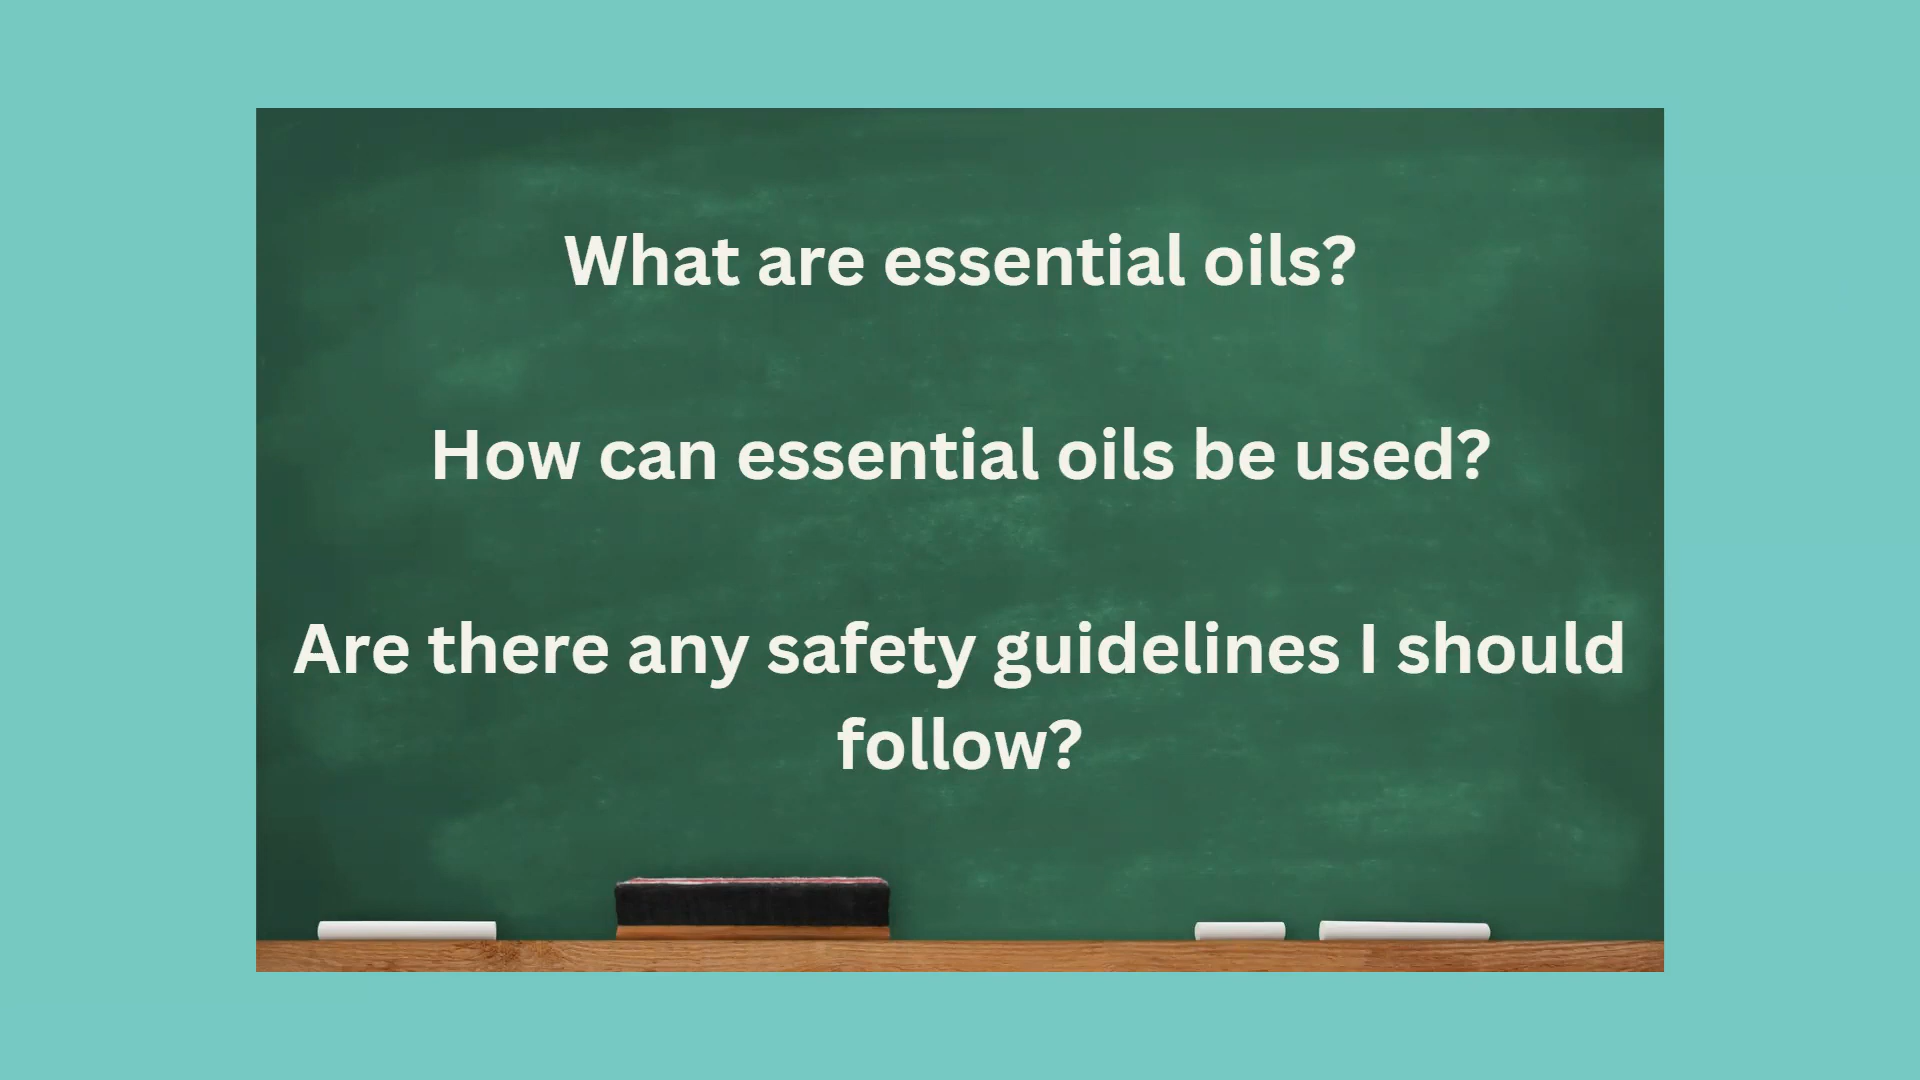 What are essential oils?
How can essential oils be used?
Are there any safety guidelines I should
follow?